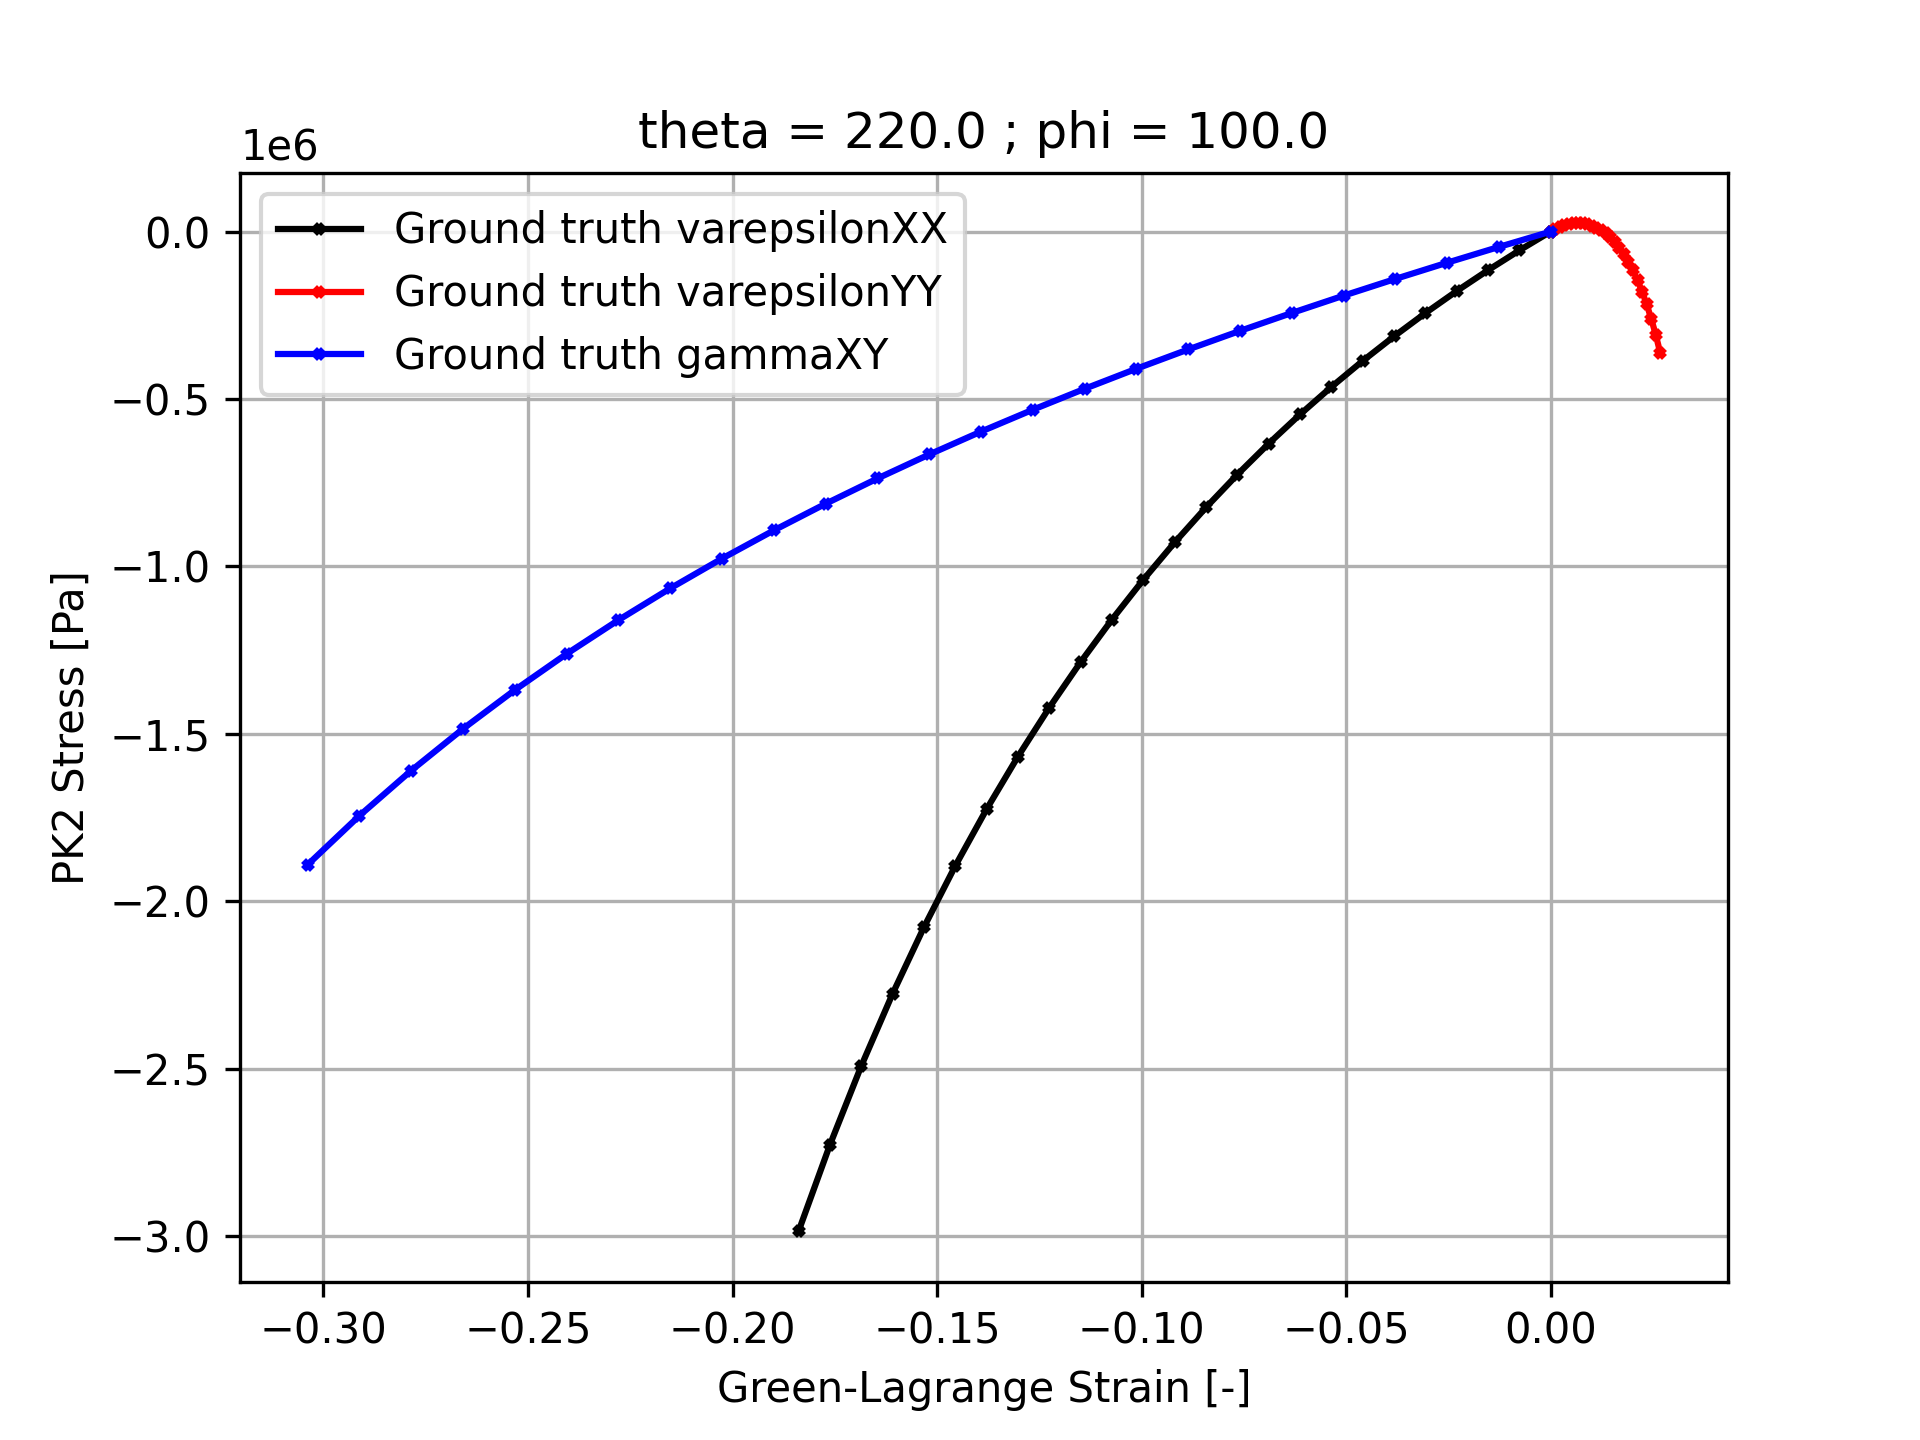 theta = 220.0 ; phi = 100.0
1e6
Ground truth varepsilonXX
Ground truth varepsilonYY
Ground truth gammaXY
0.0
−0.5
−1.0
−1.5
−2.0
−2.5
−3.0
PK2 Stress [Pa]
−0.30
−0.25
−0.20
−0.15
−0.10
−0.05
0.00
Green-Lagrange Strain [-]